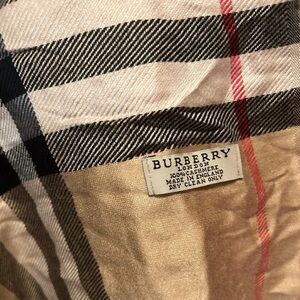 BURBERRY
LONDON
100% CASHMERE
MADE IN ENGLAND
DRY CLEAN ONLY